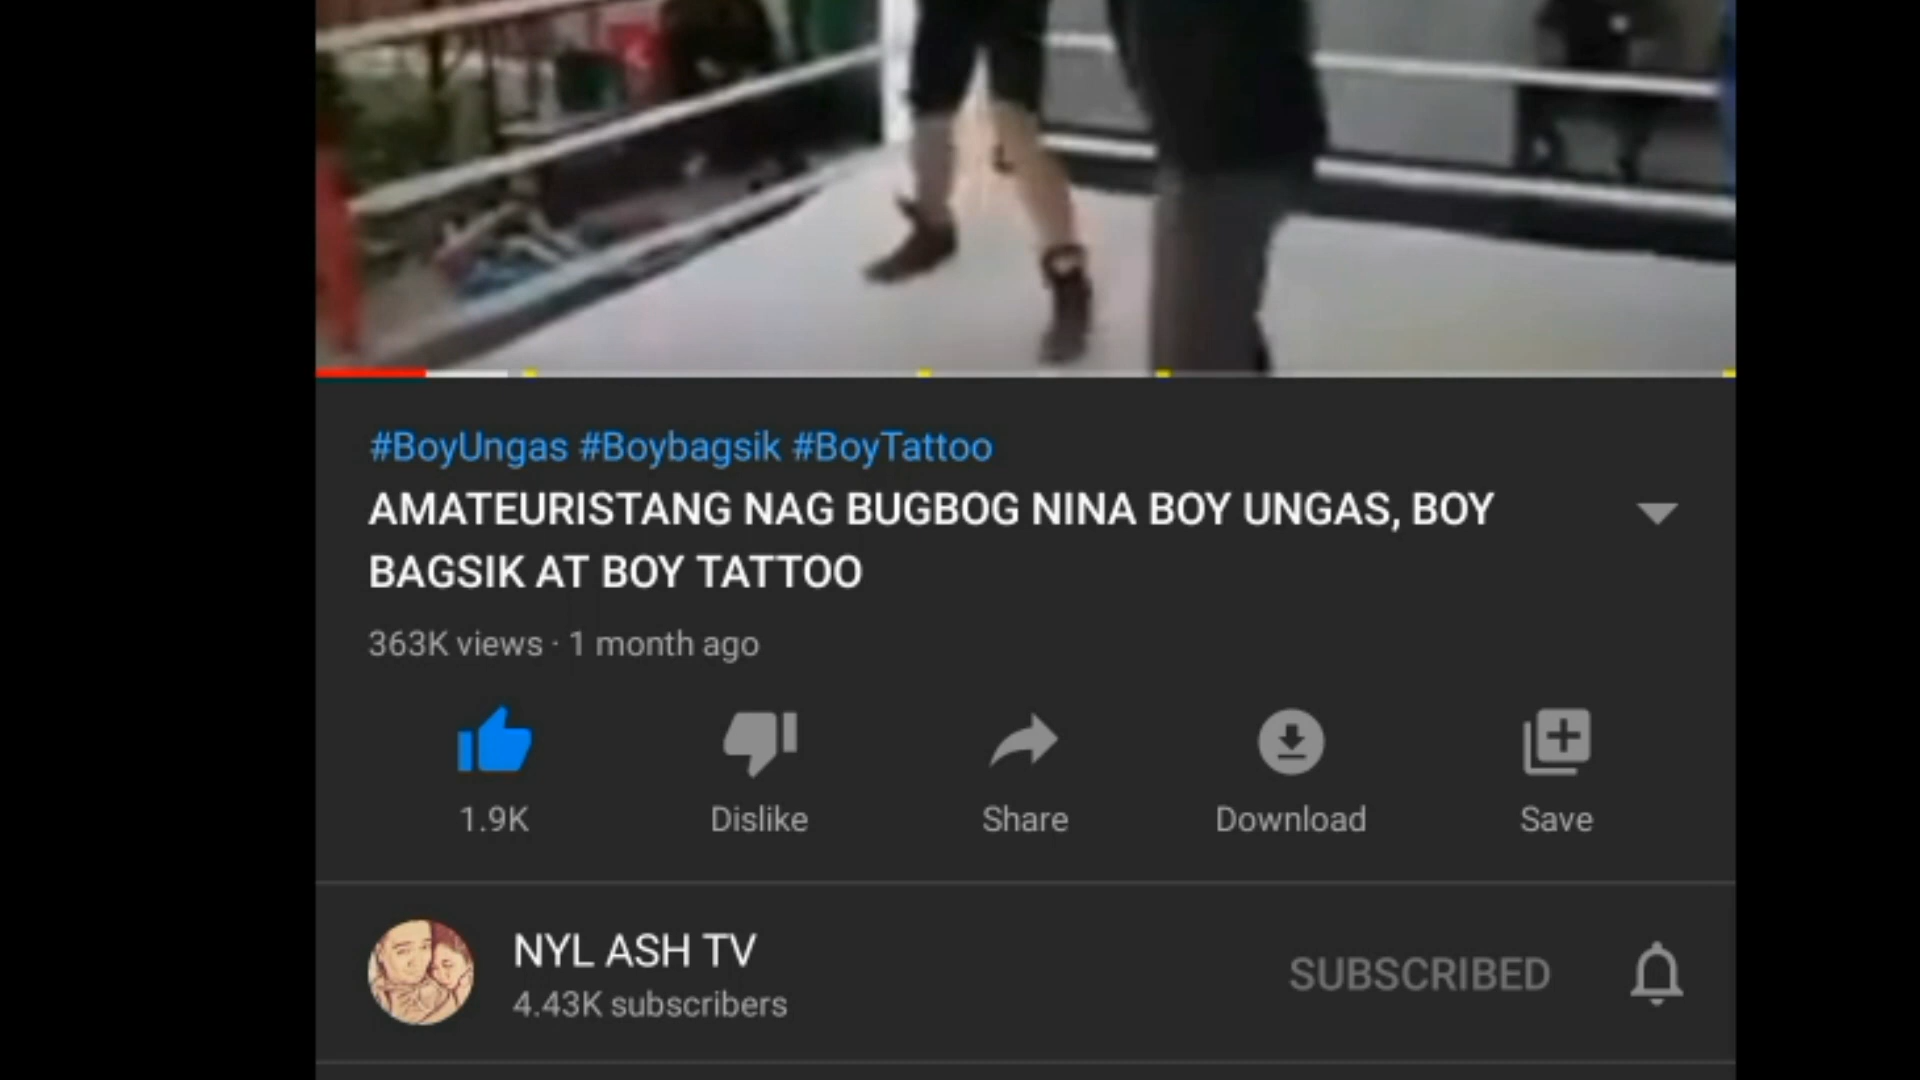 #BoyUngas #Boybagsik #BoyTattoo
AMATEURISTANG NAG BUGBOG NINA BOY UNGAS, BOY
BAGSIK AT BOY TATTOO
363K views · 1 month ago
1.9K Dislike Share Download Save
NYL ASH TV
SUBSCRIBED
4.43K subscribers